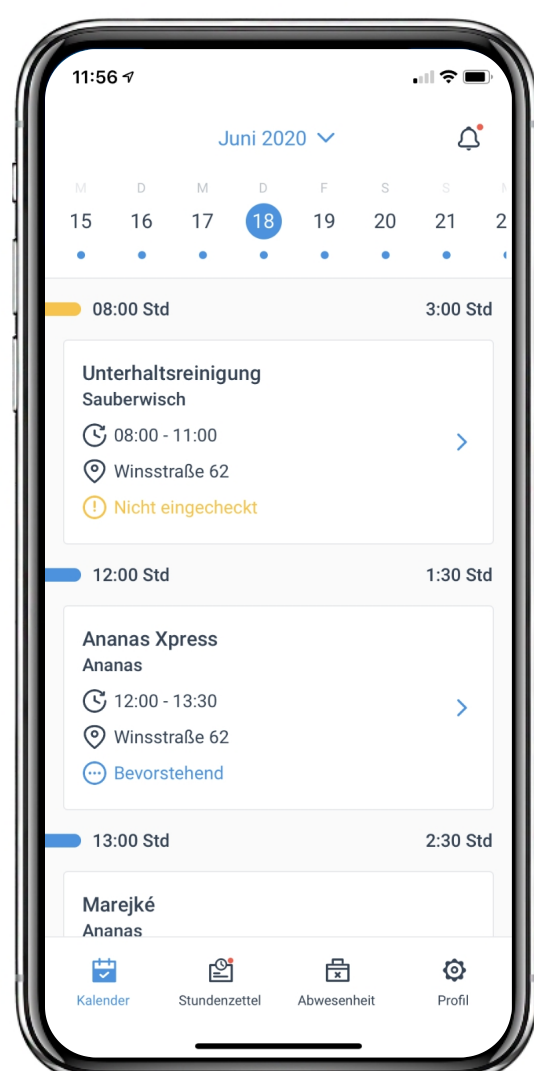 11:56
Juni 2020
M D M D F S S
15 16 17 18 19 20 21 2
08:00 Std 3:00 Std
Unterhaltsreinigung
Sauberwisch
08:00 - 11:00
Winsstraße 62
Nicht eingecheckt
12:00 Std 1:30 Std
Ananas Xpress
Ananas
12:00 - 13:30
Winsstraße 62
Bevorstehend
13:00 Std 2:30 Std
Marejké
Ananas
Kalender Stundenzettel Abwesenheit Profil